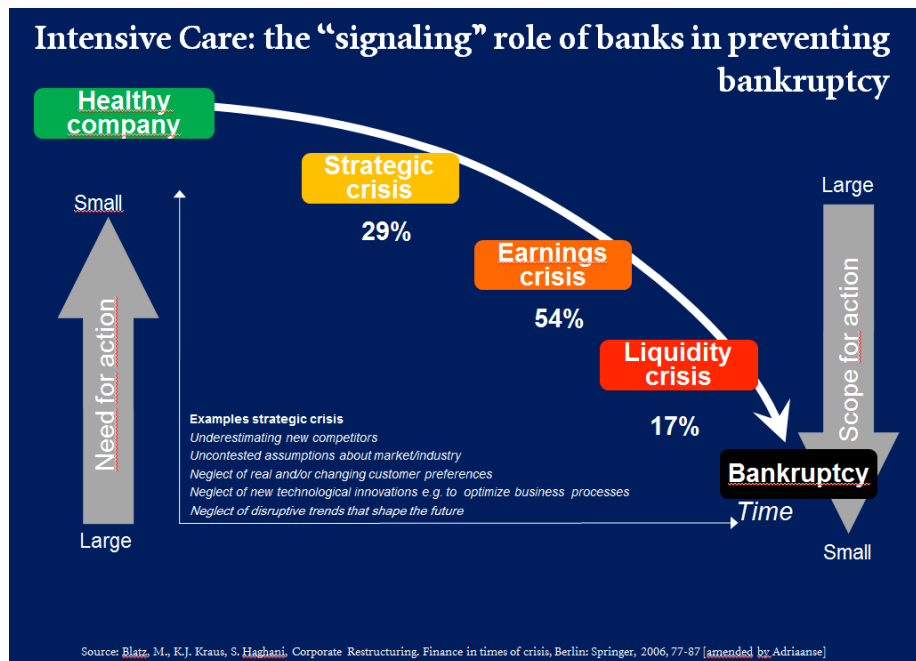 Intensive Care: the “signaling” role of banks in preventing
bankruptcy
Healthy
company
Strategic
crisis
29%
Earnings
crisis
54%
Liquidity
crisis
17%
Bankruptcy
Small
Need for action
Large
Large
Scope for action
Small
Examples strategic crisis
Underestimating new competitors
Uncontested assumptions about market/industry
Neglect of real and/or changing customer preferences
Neglect of new technological innovations e.g. to optimize business processes
Neglect of disruptive trends that shape the future
Time
Source: Blatz, M., K.J. Kraus, S. Haghani. Corporate Restructuring. Finance in times of crisis, Berlin: Springer, 2006, 77-87 [amended by Adriaanse]